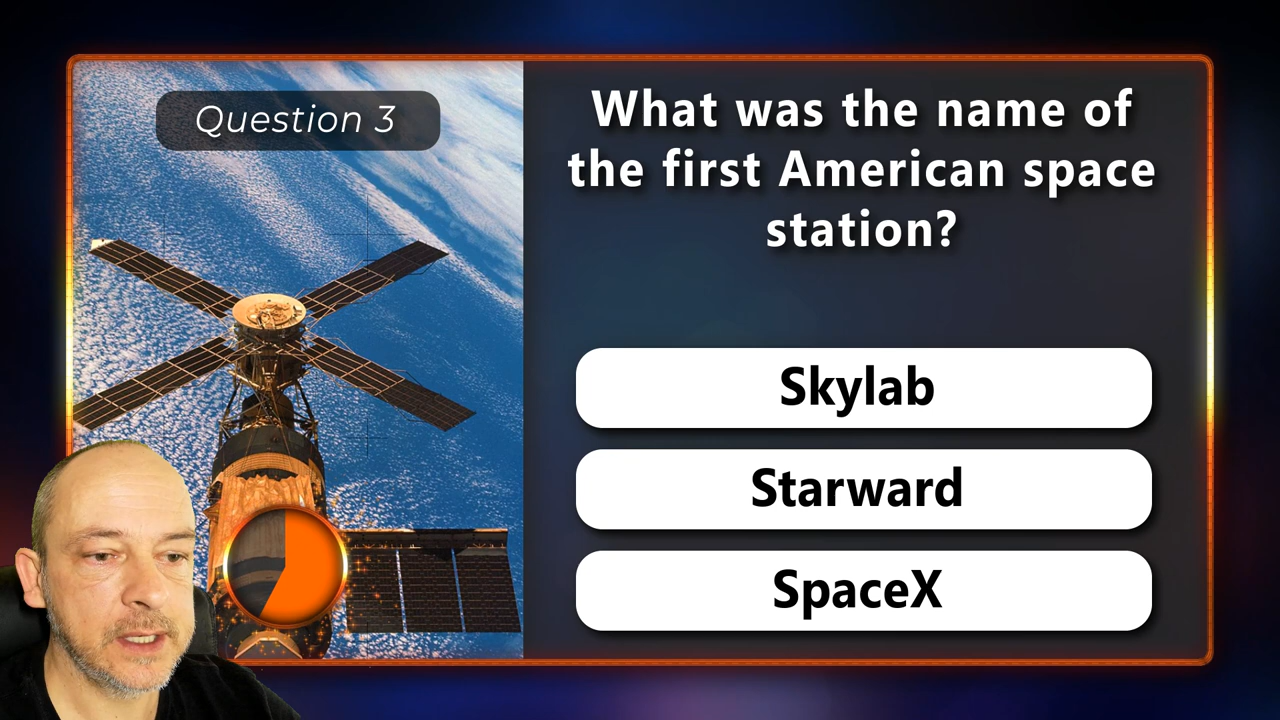 Question 3
What was the name of
the first American space
station?
Skylab
Starward
SpaceX